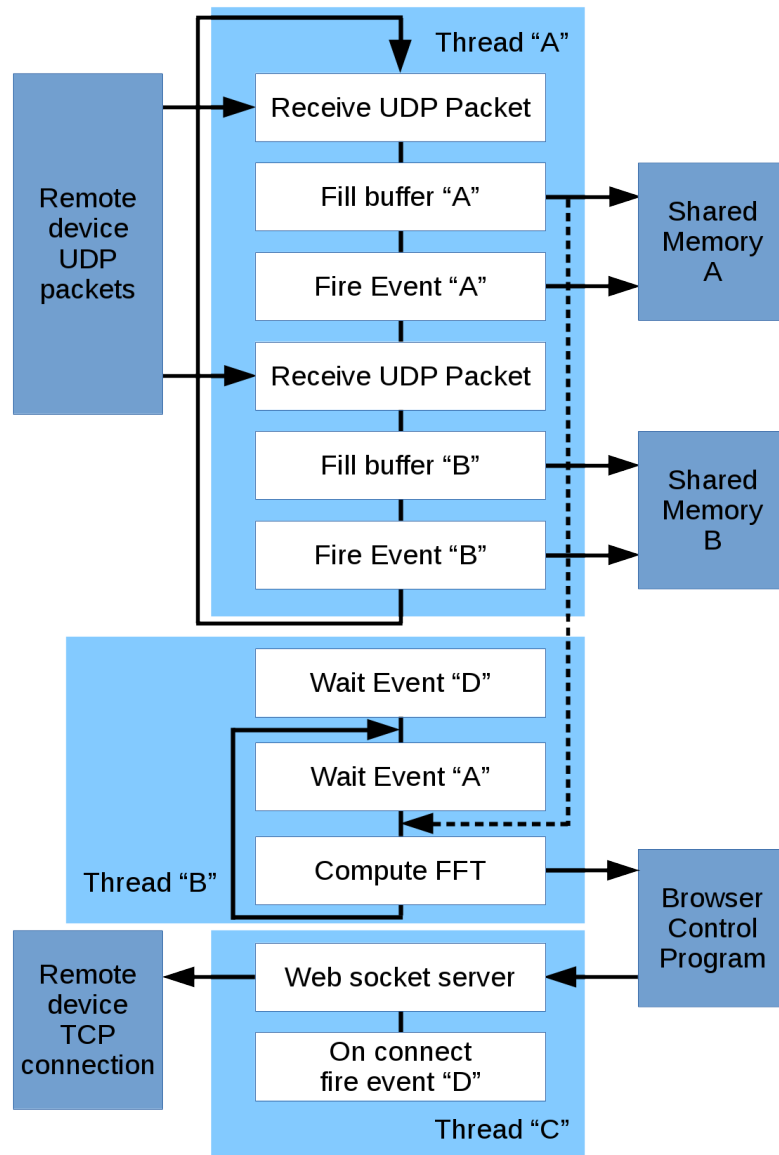 Thread “A”
Receive UDP Packet
Fill buffer “A”
Fire Event “A”
Receive UDP Packet
Fill buffer “B”
Fire Event “B”
Remote
device
UDP
packets
Shared
Memory
A
Shared
Memory
B
Wait Event “D”
Wait Event “A”
Compute FFT
Thread “B”
Browser
Control
Program
Remote
device
TCP
connection
Web socket server
On connect
fire event “D”
Thread “C”